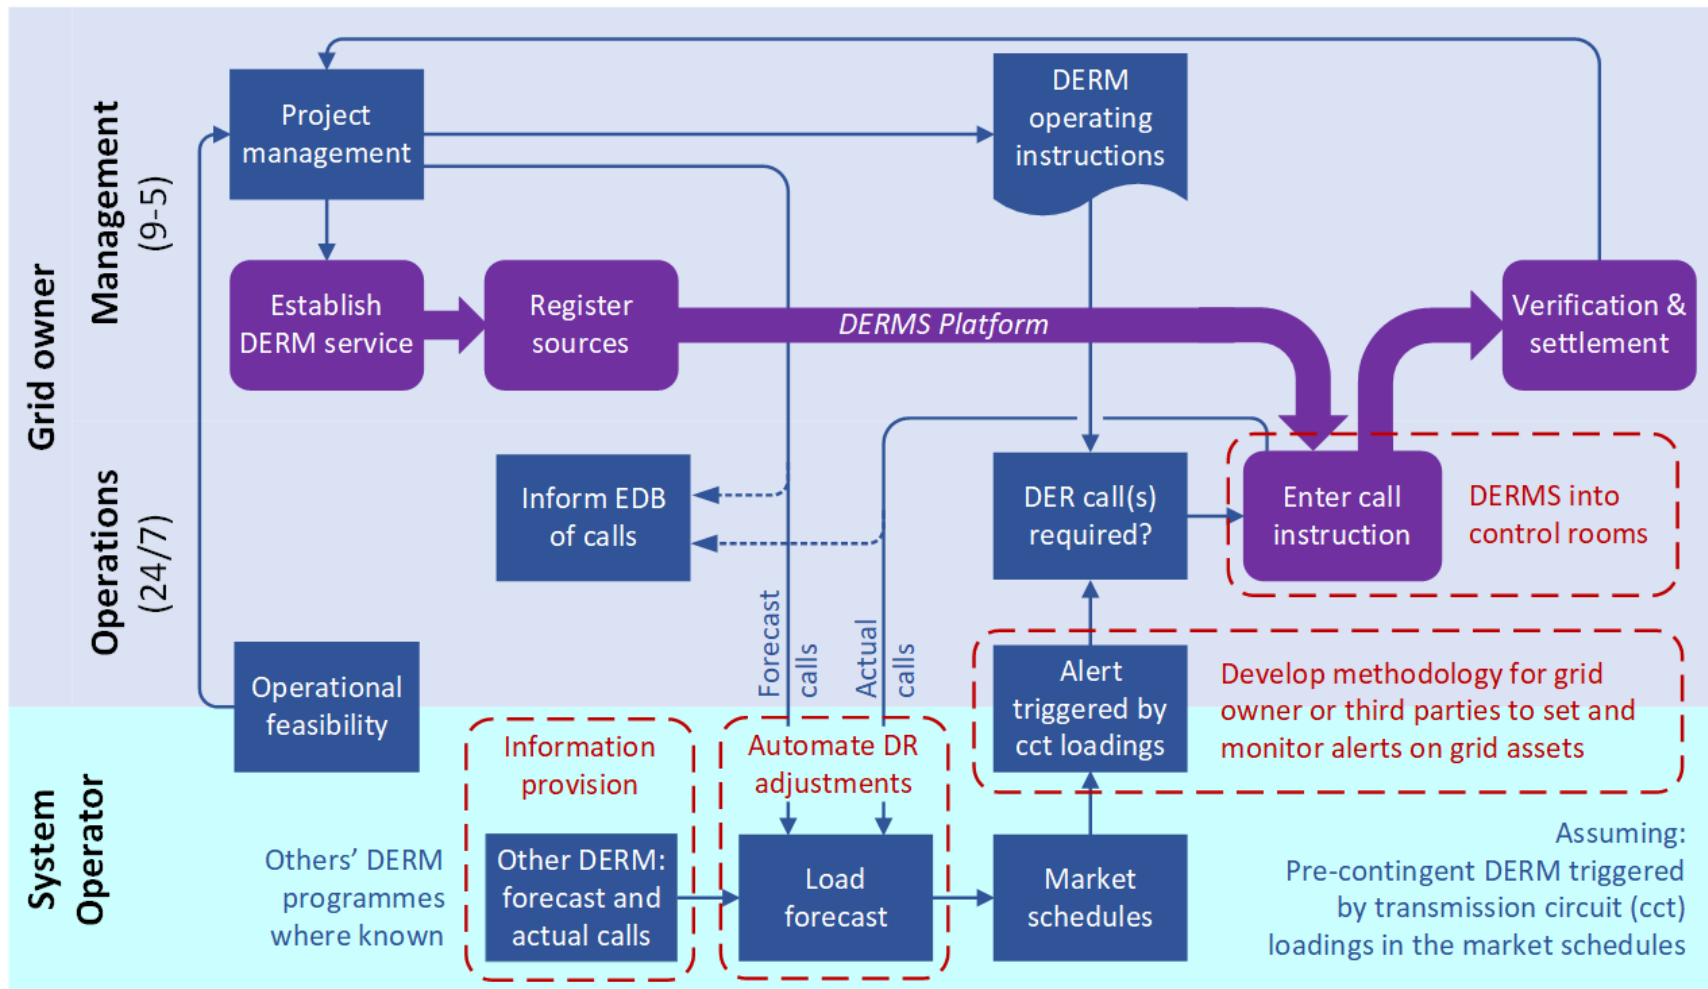 Grid owner
Management
(9-5)
Operations
(24/7)
System
Operator
Project
management
DERM
operating
instructions
Establish
DERM service
Register
sources
DERMS Platform
Verification &
settlement
Inform EDB
of calls
DER call(s)
required?
Enter call
instruction
DERMS into
control rooms
Forecast
calls
Actual
calls
Operational
feasibility
Alert
triggered by
cct loadings
Develop methodology for grid
owner or third parties to set and
monitor alerts on grid assets
Information
provision
Automate DR
adjustments
Others’ DERM
programmes
where known
Other DERM:
forecast and
actual calls
Load
forecast
Market
schedules
Assuming:
Pre-contingent DERM triggered
by transmission circuit (cct)
loadings in the market schedules